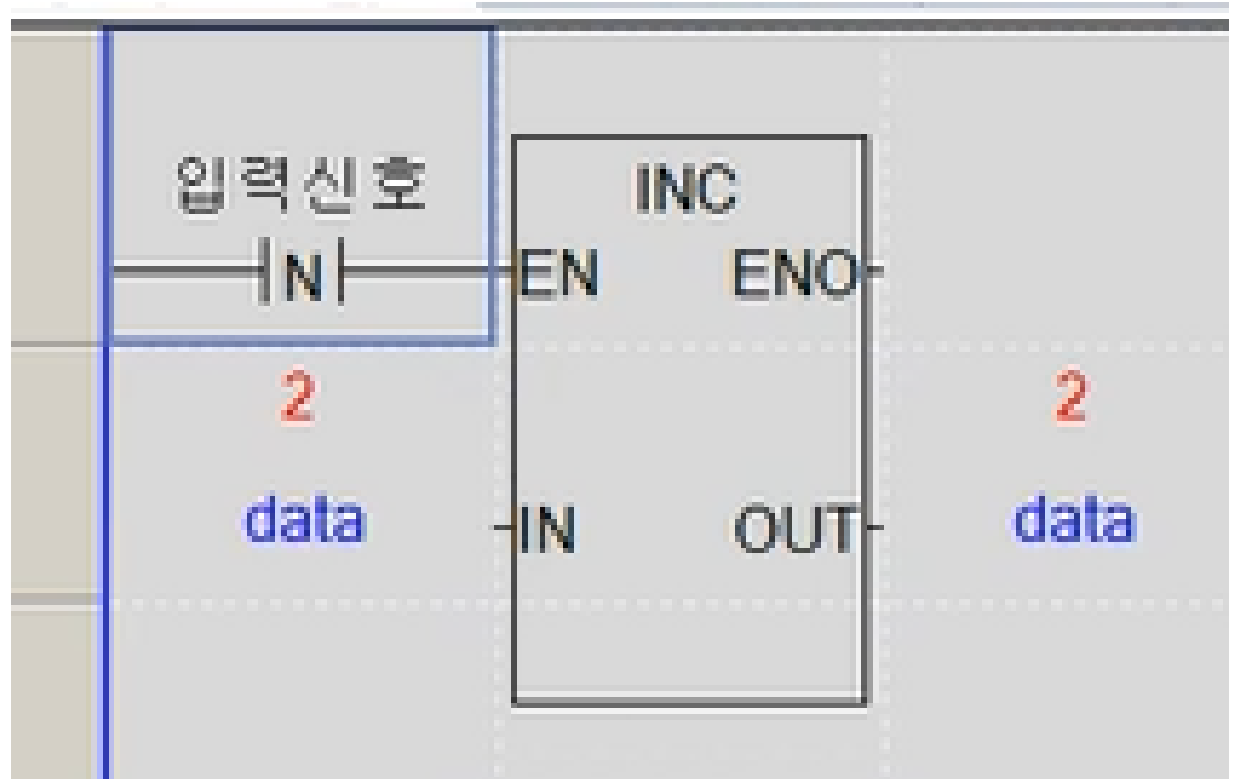 입력신호
INC
N
EN ENO
2 2
data IN OUT data